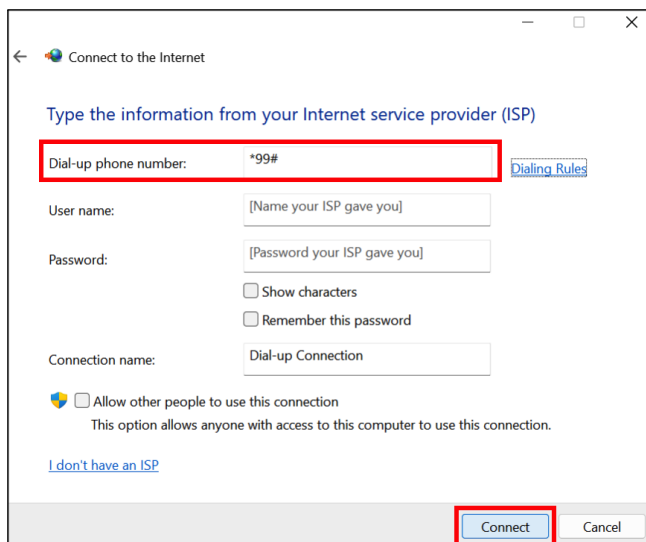 Connect to the Internet
Type the information from your Internet service provider (ISP)
Dial-up phone number: *99# Dialing Rules
User name: [Name your ISP gave you]
Password: [Password your ISP gave you]
Show characters
Remember this password
Connection name: Dial-up Connection
Allow other people to use this connection
This option allows anyone with access to this computer to use this connection.
I don't have an ISP
Connect Cancel